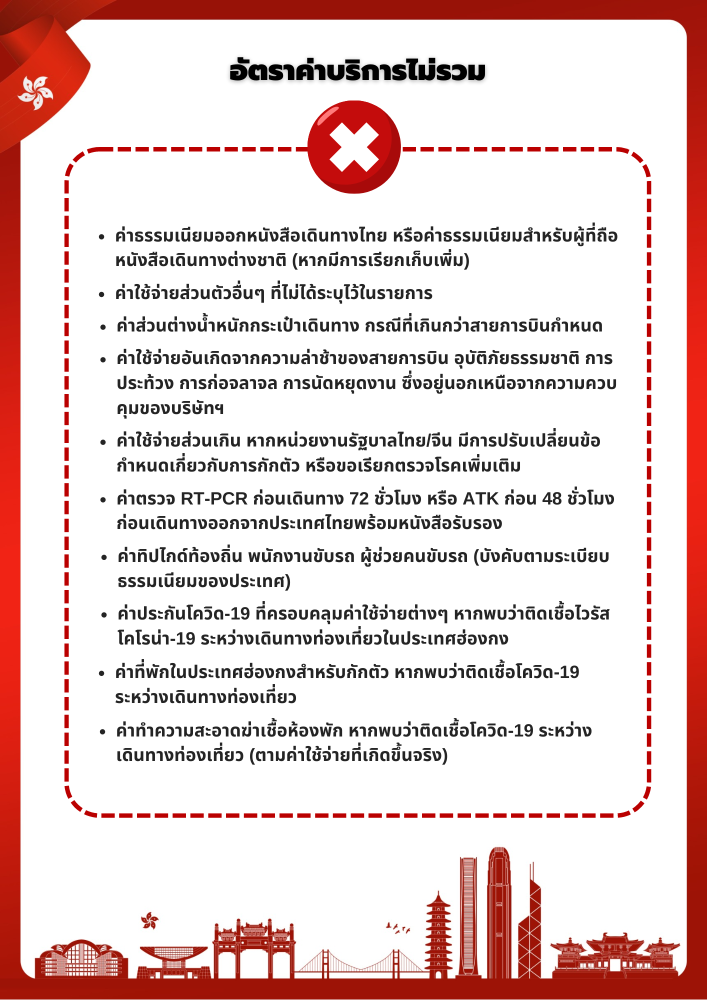 อัตราค่าบริการไม่รวม
• ค่าธรรมเนียมออกหนังสือเดินทางไทย หรือค่าธรรมเนียมสำหรับผู้ที่ถือ
หนังสือเดินทางต่างชาติ (หากมีการเรียกเก็บเพิ่ม)
• ค่าใช้จ่ายส่วนตัวอื่นๆ ที่ไม่ได้ระบุไว้ในรายการ
• ค่าส่วนต่างน้ำหนักกระเป๋าเดินทาง กรณีที่เกินกว่าสายการบินกำหนด
• ค่าใช้จ่ายอันเกิดจากความล่าช้าของสายการบิน อุบัติภัยธรรมชาติ การ
ประท้วง การก่อจลาจล การนัดหยุดงาน ซึ่งอยู่นอกเหนือจากความควบ
คุมของบริษัทฯ
• ค่าใช้จ่ายส่วนเกิน หากหน่วยงานรัฐบาลไทย/จีน มีการปรับเปลี่ยนข้อ
กำหนดเกี่ยวกับการกักตัว หรือขอเรียกตรวจโรคเพิ่มเติม
• ค่าตรวจ RT-PCR ก่อนเดินทาง 72 ชั่วโมง หรือ ATK ก่อน 48 ชั่วโมง
ก่อนเดินทางออกจากประเทศไทยพร้อมหนังสือรับรอง
• ค่าทิปไกด์ท้องถิ่น พนักงานขับรถ ผู้ช่วยคนขับรถ (บังคับตามระเบียบ
ธรรมเนียมของประเทศ)
• ค่าประกันโควิด-19 ที่ครอบคลุมค่าใช้จ่ายต่างๆ หากพบว่าติดเชื้อไวรัส
โคโรน่า-19 ระหว่างเดินทางท่องเที่ยวในประเทศฮ่องกง
• ค่าที่พักในประเทศฮ่องกงสำหรับกักตัว หากพบว่าติดเชื้อโควิด-19
ระหว่างเดินทางท่องเที่ยว
• ค่าทำความสะอาดฆ่าเชื้อห้องพัก หากพบว่าติดเชื้อโควิด-19 ระหว่าง
เดินทางท่องเที่ยว (ตามค่าใช้จ่ายที่เกิดขึ้นจริง)